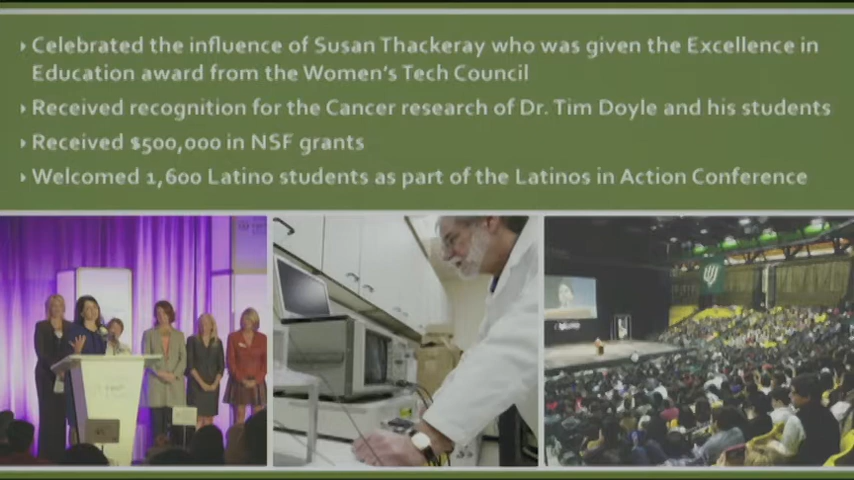 Celebrated the influence of Susan Thackeray who was given the Excellence in
Education award from the Women's Tech Council
Received recognition for the Cancer research of Dr. Tim Doyle and his students
Received $500,000 in NSF grants
Welcomed 1,600 Latino students as part of the Latinos in Action Conference